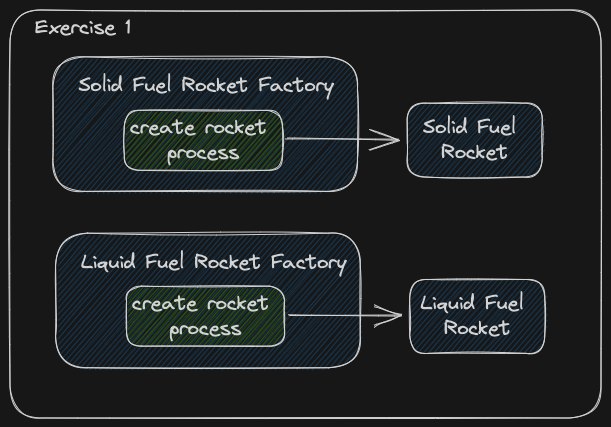 Exercise 1
Solid Fuel Rocket Factory
create rocket
process
Solid Fuel
Rocket
Liquid Fuel Rocket Factory
create rocket
process
Liquid Fuel
Rocket